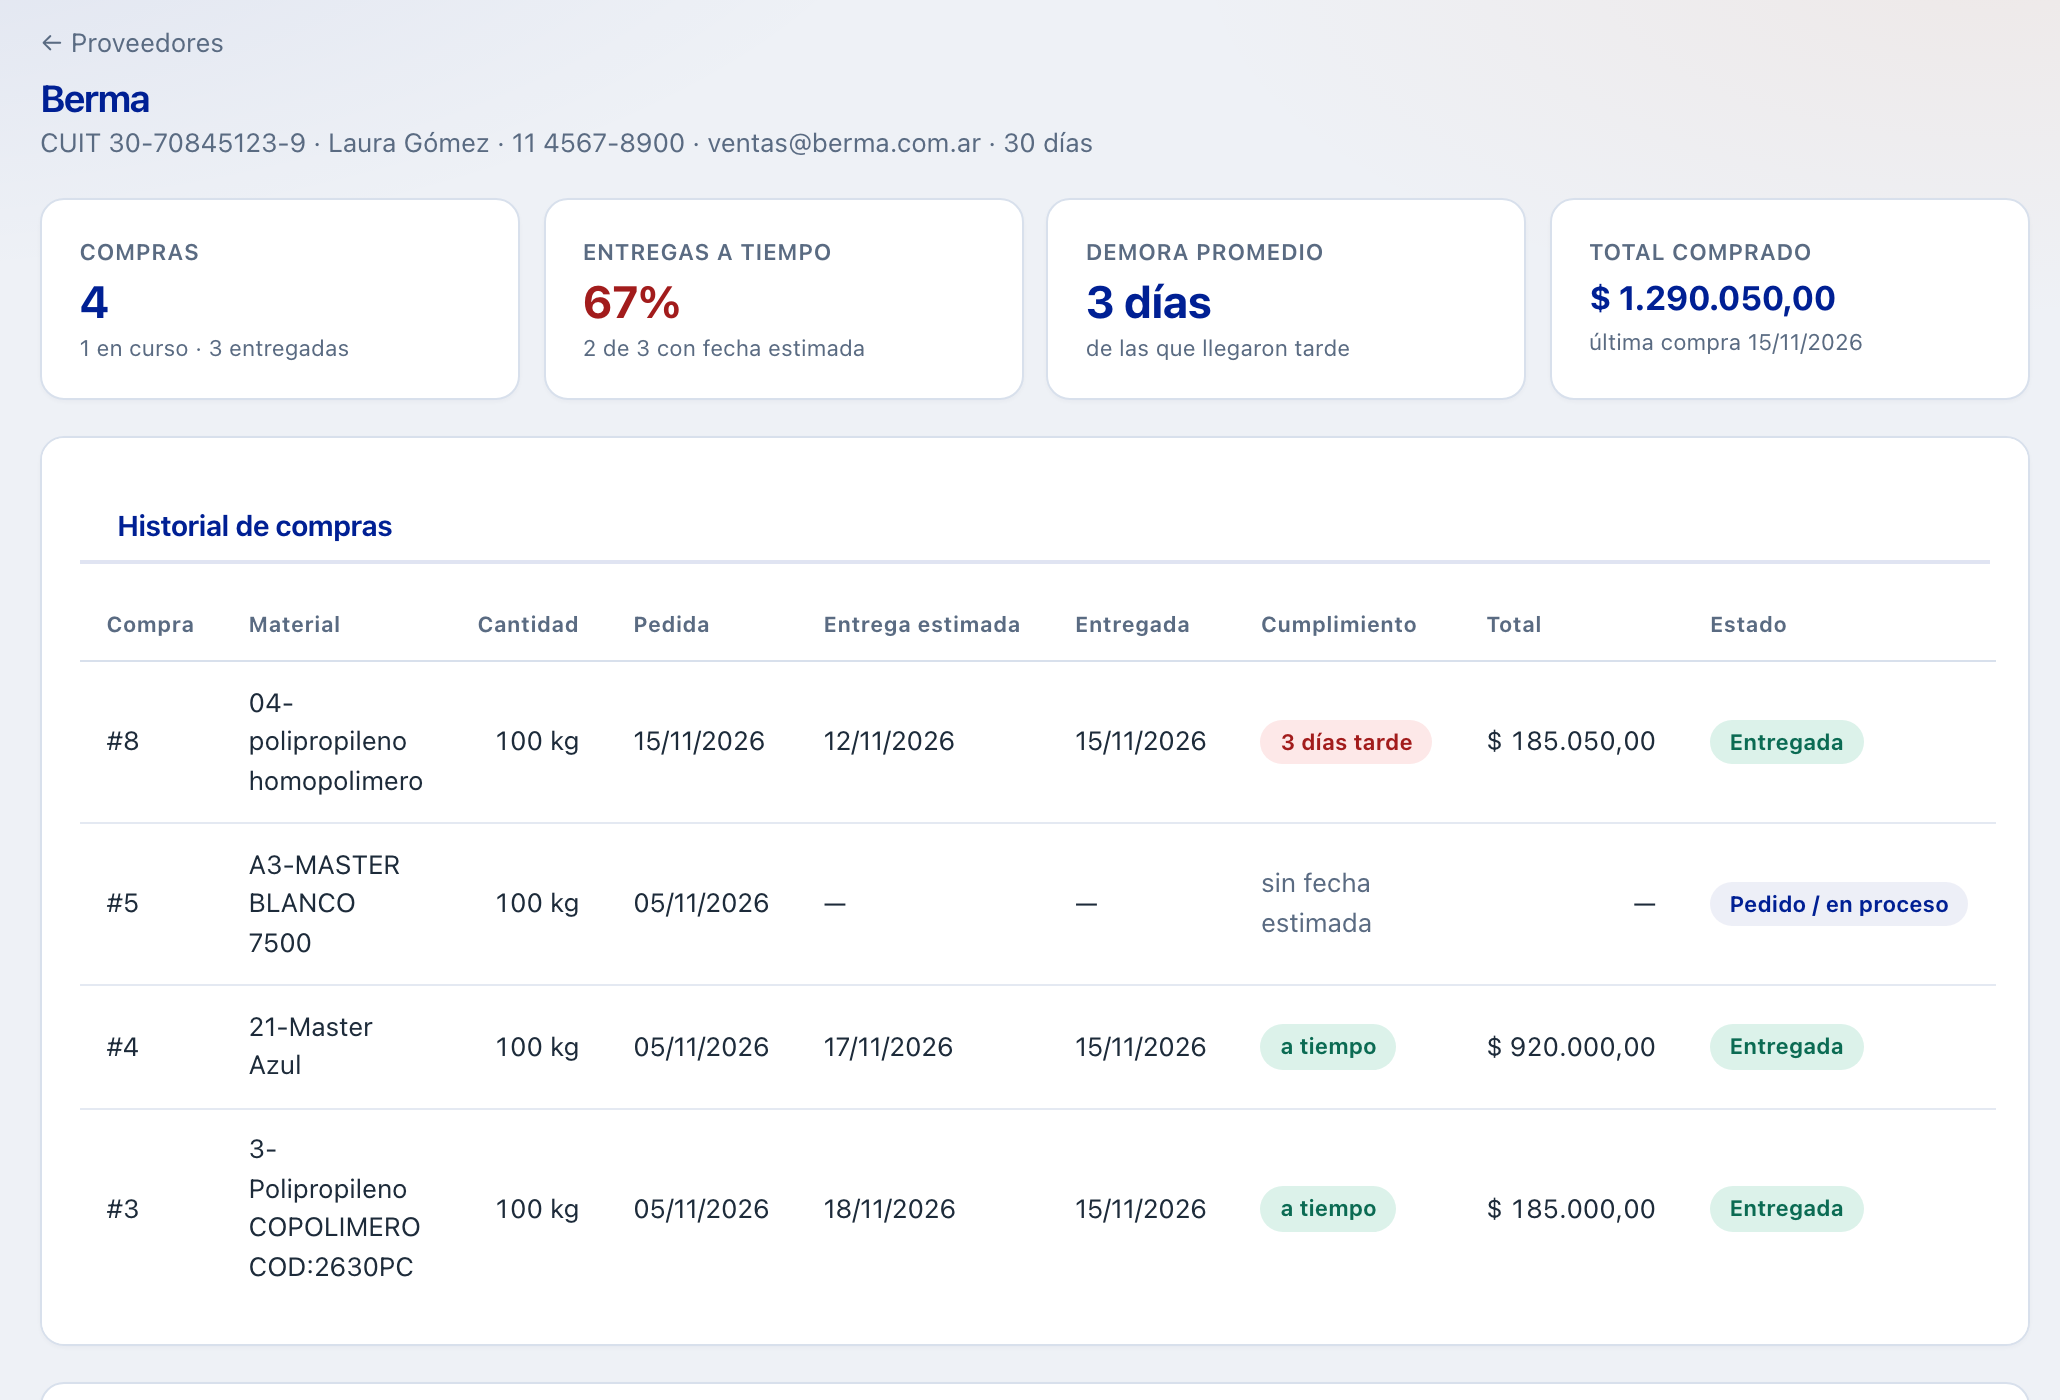 ← Proveedores
Berma
CUIT 30-70845123-9 · Laura Gómez · 11 4567-8900 · ventas@berma.com.ar · 30 días
COMPRAS
4
1 en curso · 3 entregadas
ENTREGAS A TIEMPO
67%
2 de 3 con fecha estimada
DEMORA PROMEDIO
3 días
de las que llegaron tarde
TOTAL COMPRADO
$ 1.290.050,00
última compra 15/11/2026
Historial de compras
Compra Material Cantidad Pedida Entrega estimada Entregada Cumplimiento Total Estado
04-
polipropileno
homopolimero
#8 100 kg 15/11/2026 12/11/2026 15/11/2026 3 días tarde $ 185.050,00 Entregada
A3-MASTER
BLANCO
7500
#5 100 kg 05/11/2026 — — sin fecha
estimada
— Pedido / en proceso
21-Master
Azul
#4 100 kg 05/11/2026 17/11/2026 15/11/2026 a tiempo $ 920.000,00 Entregada
3-
Polipropileno
COPOLIMERO
COD:2630PC
#3 100 kg 05/11/2026 18/11/2026 15/11/2026 a tiempo $ 185.000,00 Entregada